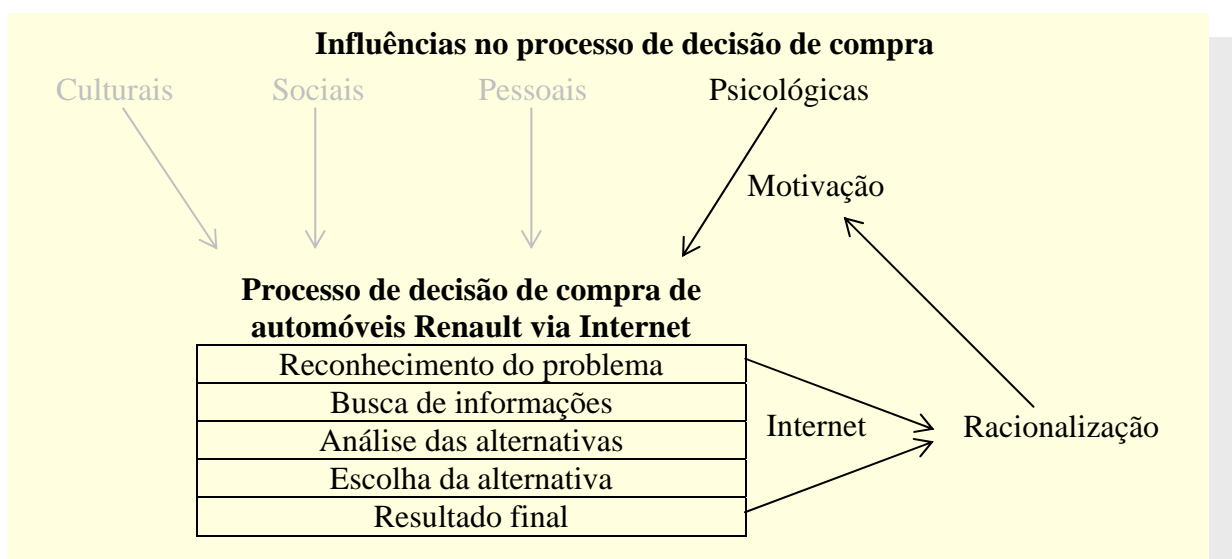 Influências no processo de decisão de compra
Culturais Sociais Pessoais Psicológicas
Motivação
Processo de decisão de compra de
automóveis Renault via Internet
Reconhecimento do problema
Busca de informações
Análise das alternativas
Escolha da alternativa
Resultado final
Internet
Racionalização